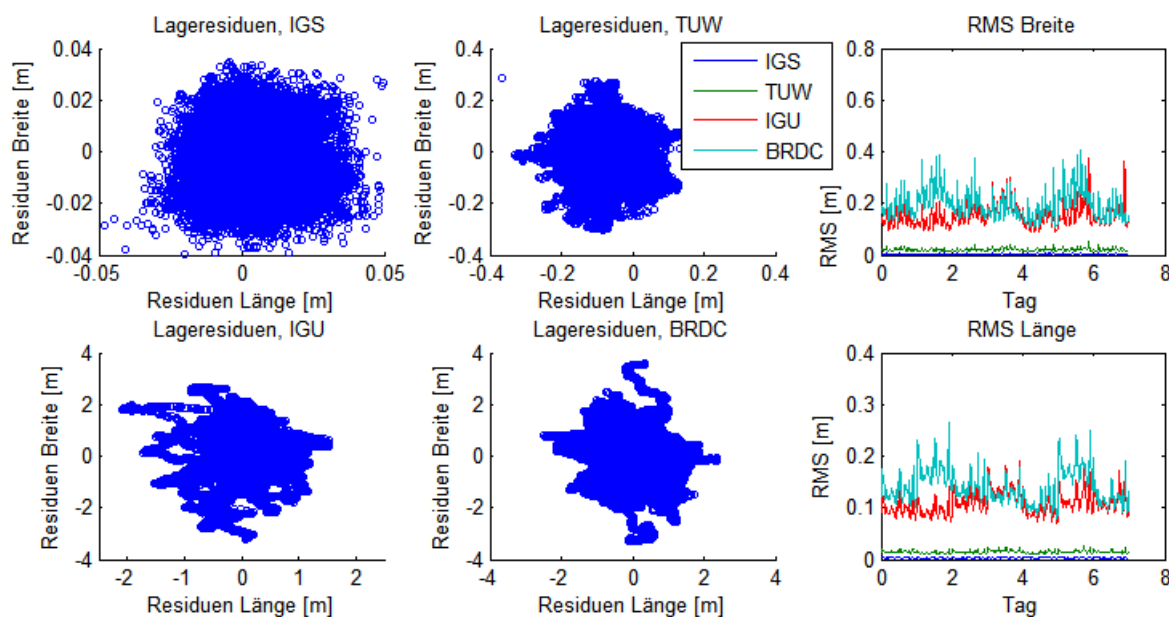 Lageresiduen, IGS
Residuen Breite [m]
0.04
0.02
0
-0.02
-0.04
-0.05
0
0.05
Residuen Länge [m]
Lageresiduen, TUW
Residuen Breite [m]
0.4
0.2
0
-0.2
-0.4
-0.4
-0.2
0
0.2
0.4
Residuen Länge [m]
IGS
TUW
IGU
BRDC
RMS Breite
RMS [m]
0.8
0.6
0.4
0.2
0
0
2
4
6
8
Tag
Lageresiduen, IGU
Residuen Breite [m]
4
2
0
-2
-4
-2
-1
0
1
2
Residuen Länge [m]
Lageresiduen, BRDC
Residuen Breite [m]
4
2
0
-2
-4
-4
-2
0
2
4
Residuen Länge [m]
RMS Länge
RMS [m]
0.4
0.3
0.2
0.1
0
0
2
4
6
8
Tag